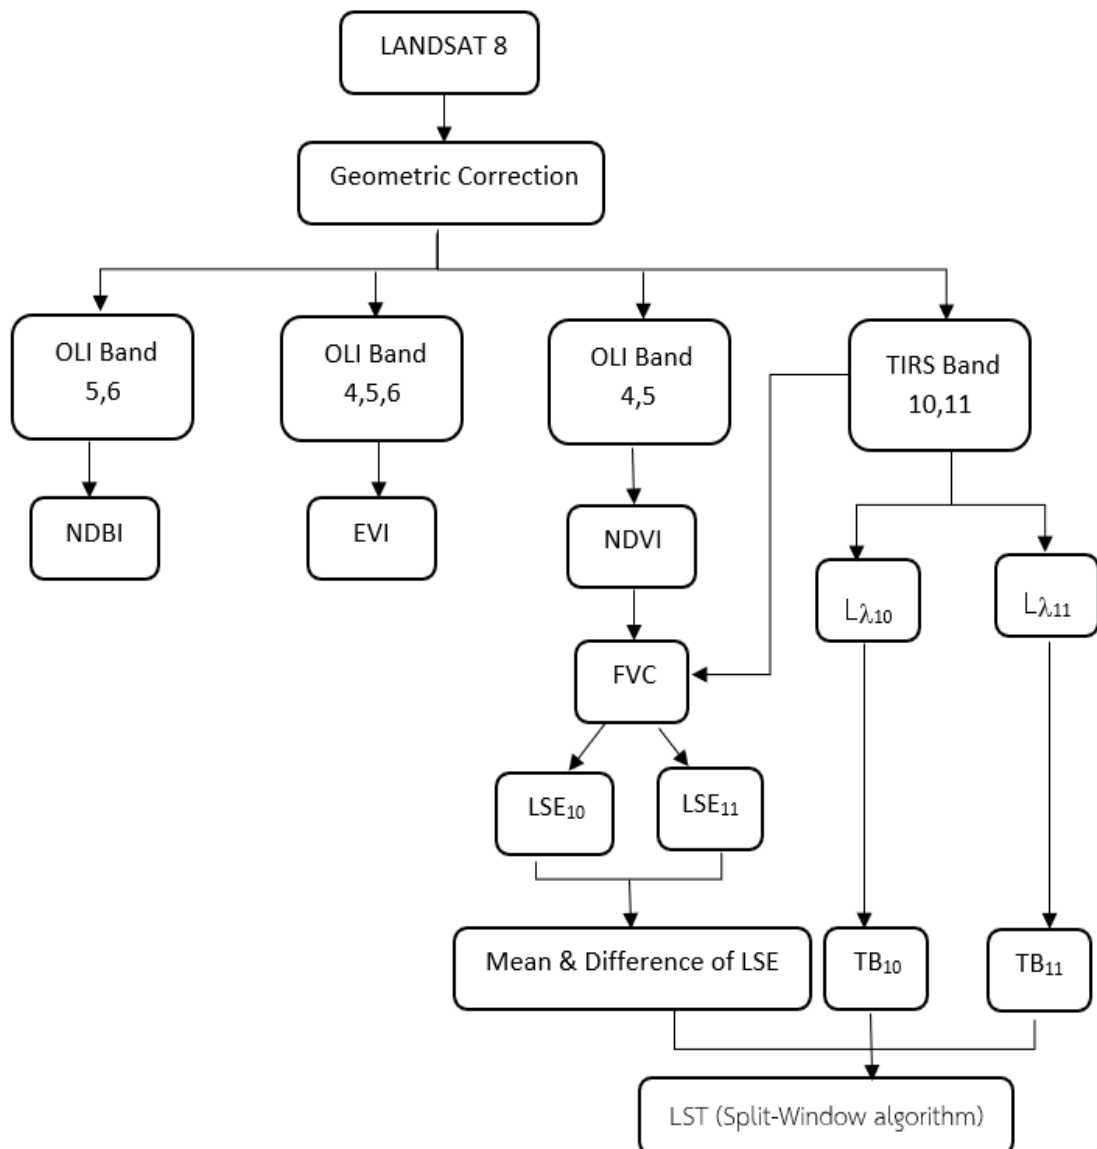 LANDSAT 8
Geometric Correction
OLI Band
5,6
OLI Band
4,5,6
OLI Band
4,5
TIRS Band
10,11
NDBI
EVI
NDVI
Lλ10
Lλ11
FVC
LSE10
LSE11
Mean & Difference of LSE
TB10
TB11
LST (Split-Window algorithm)